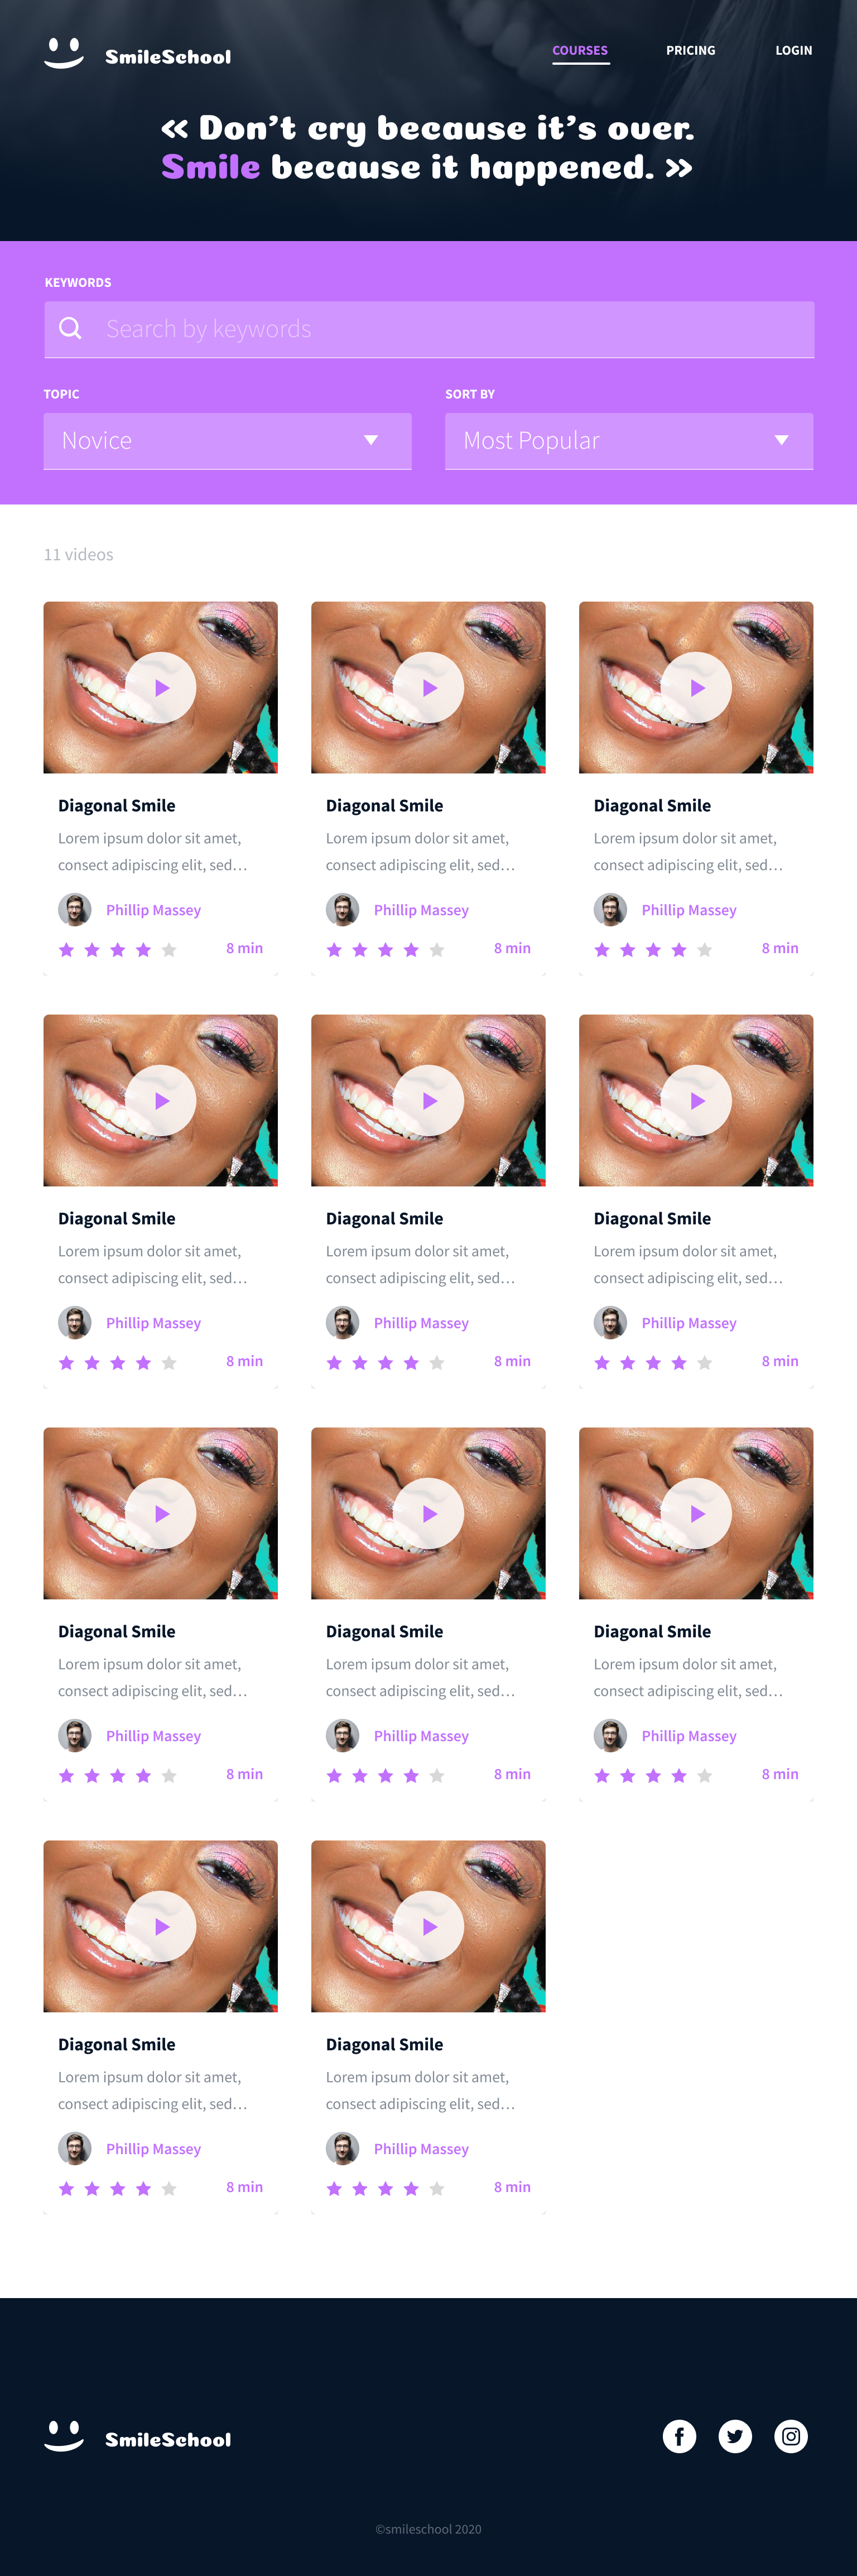 SmileSchool
COURSES
PRICING
LOGIN
« Don't cry because it's over.
Smile because it happened. »
KEYWORDS
Search by keywords
TOPIC
SORT BY
Novice
Most Popular
11 videos
Diagonal Smile
Lorem ipsum dolor sit amet,
consect adipiscing elit, sed...
Phillip Massey
8 min
Diagonal Smile
Lorem ipsum dolor sit amet,
consect adipiscing elit, sed...
Phillip Massey
8 min
Diagonal Smile
Lorem ipsum dolor sit amet,
consect adipiscing elit, sed...
Phillip Massey
8 min
Diagonal Smile
Lorem ipsum dolor sit amet,
consect adipiscing elit, sed...
Phillip Massey
8 min
Diagonal Smile
Lorem ipsum dolor sit amet,
consect adipiscing elit, sed...
Phillip Massey
8 min
Diagonal Smile
Lorem ipsum dolor sit amet,
consect adipiscing elit, sed...
Phillip Massey
8 min
Diagonal Smile
Lorem ipsum dolor sit amet,
consect adipiscing elit, sed...
Phillip Massey
8 min
Diagonal Smile
Lorem ipsum dolor sit amet,
consect adipiscing elit, sed...
Phillip Massey
8 min
Diagonal Smile
Lorem ipsum dolor sit amet,
consect adipiscing elit, sed...
Phillip Massey
8 min
Diagonal Smile
Lorem ipsum dolor sit amet,
consect adipiscing elit, sed...
Phillip Massey
8 min
Diagonal Smile
Lorem ipsum dolor sit amet,
consect adipiscing elit, sed...
Phillip Massey
8 min
SmileSchool
©smileschool 2020